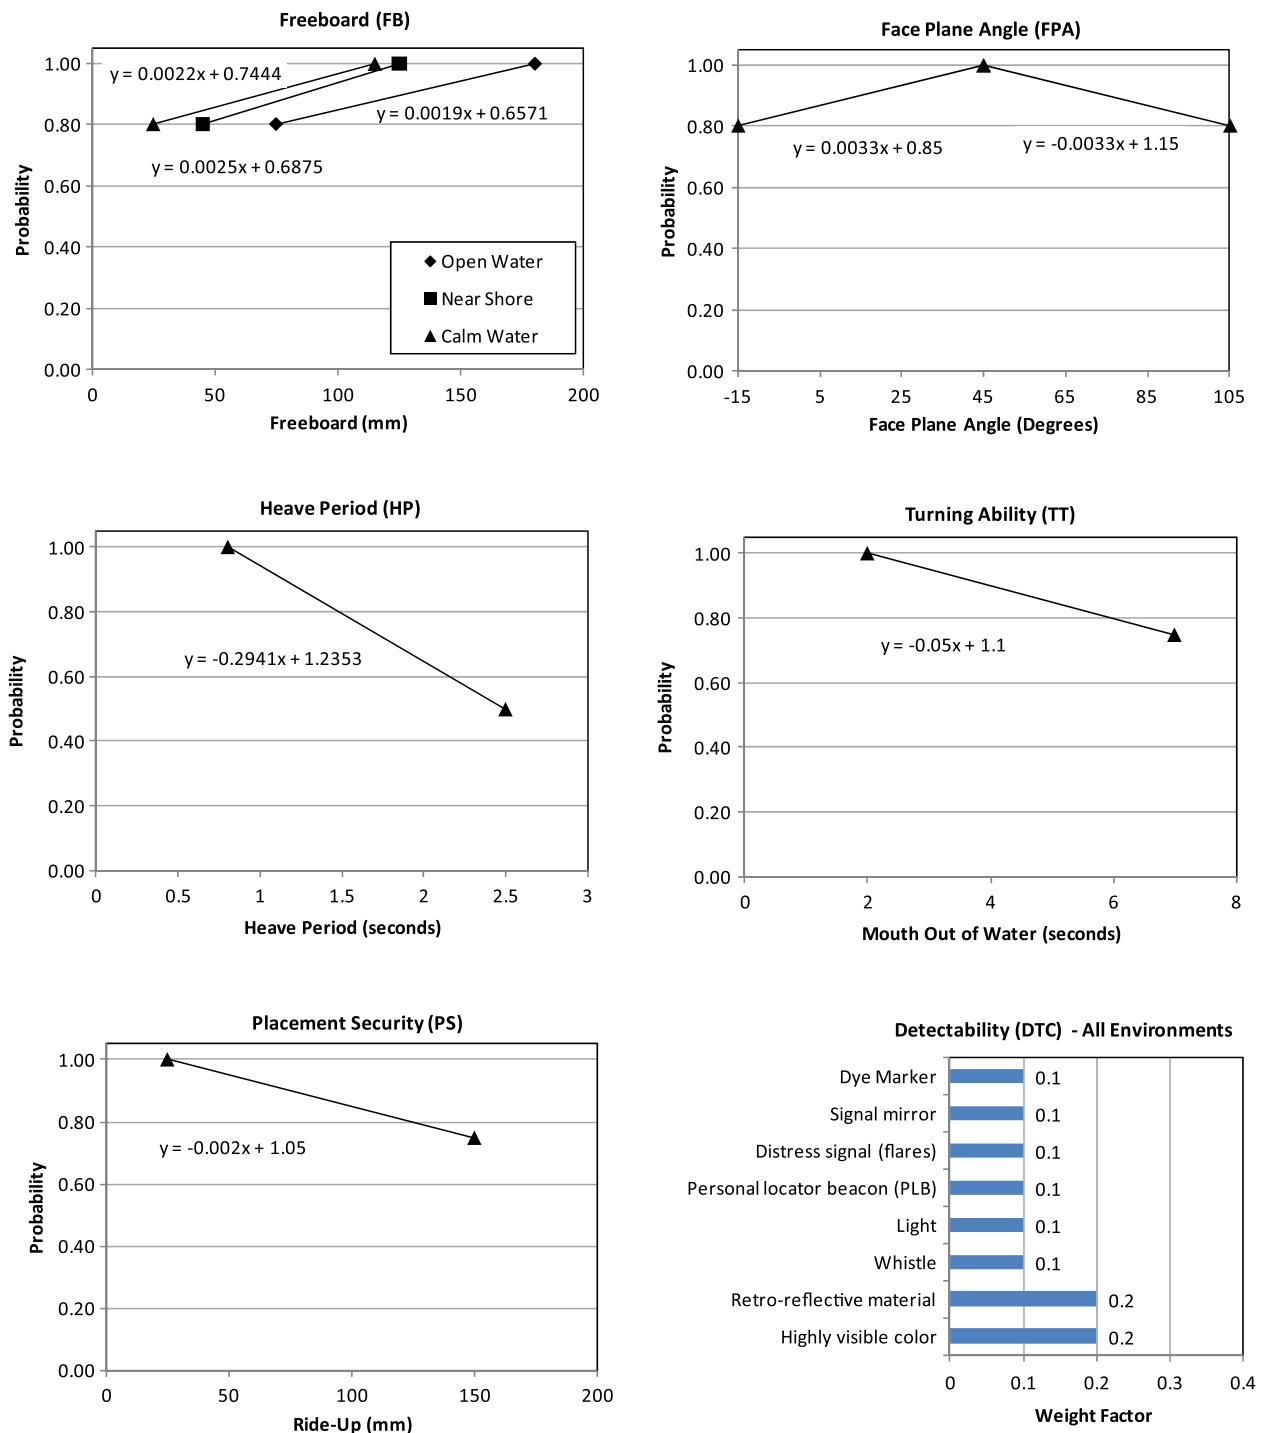 Freeboard (FB)
Probability
1.00
0.80
0.60
0.40
0.20
0.00
y = 0.0022x + 0.7444
y = 0.0019x + 0.6571
y = 0.0025x + 0.6875
Open Water
Near Shore
Calm Water
0 50 100 150 200
Freeboard (mm)
Face Plane Angle (FPA)
Probability
1.00
0.80
0.60
0.40
0.20
0.00
y = 0.0033x + 0.85
y = -0.0033x + 1.15
-15 5 25 45 65 85 105
Face Plane Angle (Degrees)
Heave Period (HP)
Probability
1.00
0.80
0.60
0.40
0.20
0.00
y = -0.2941x + 1.2353
0 0.5 1 1.5 2 2.5 3
Heave Period (seconds)
Turning Ability (TT)
Probability
1.00
0.80
0.60
0.40
0.20
0.00
y = -0.05x + 1.1
0 2 4 6 8
Mouth Out of Water (seconds)
Placement Security (PS)
Probability
1.00
0.80
0.60
0.40
0.20
0.00
y = -0.002x + 1.05
0 50 100 150 200
Ride-Up (mm)
Detectability (DTC) - All Environments
Dye Marker 0.1
Signal mirror 0.1
Distress signal (flares) 0.1
Personal locator beacon (PLB) 0.1
Light 0.1
Whistle 0.1
Retro-reflective material 0.2
Highly visible color 0.2
0 0.1 0.2 0.3 0.4
Weight Factor